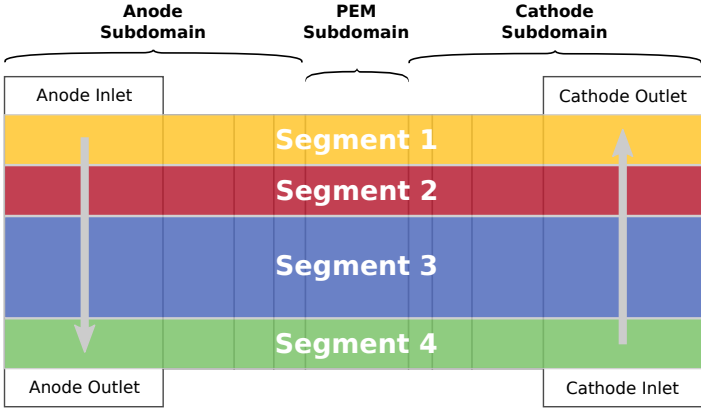 Anode
Subdomain
PEM
Subdomain
Cathode
Subdomain
Anode Inlet
Cathode Outlet
Segment 1
Segment 2
Segment 3
Segment 4
Anode Outlet
Cathode Inlet